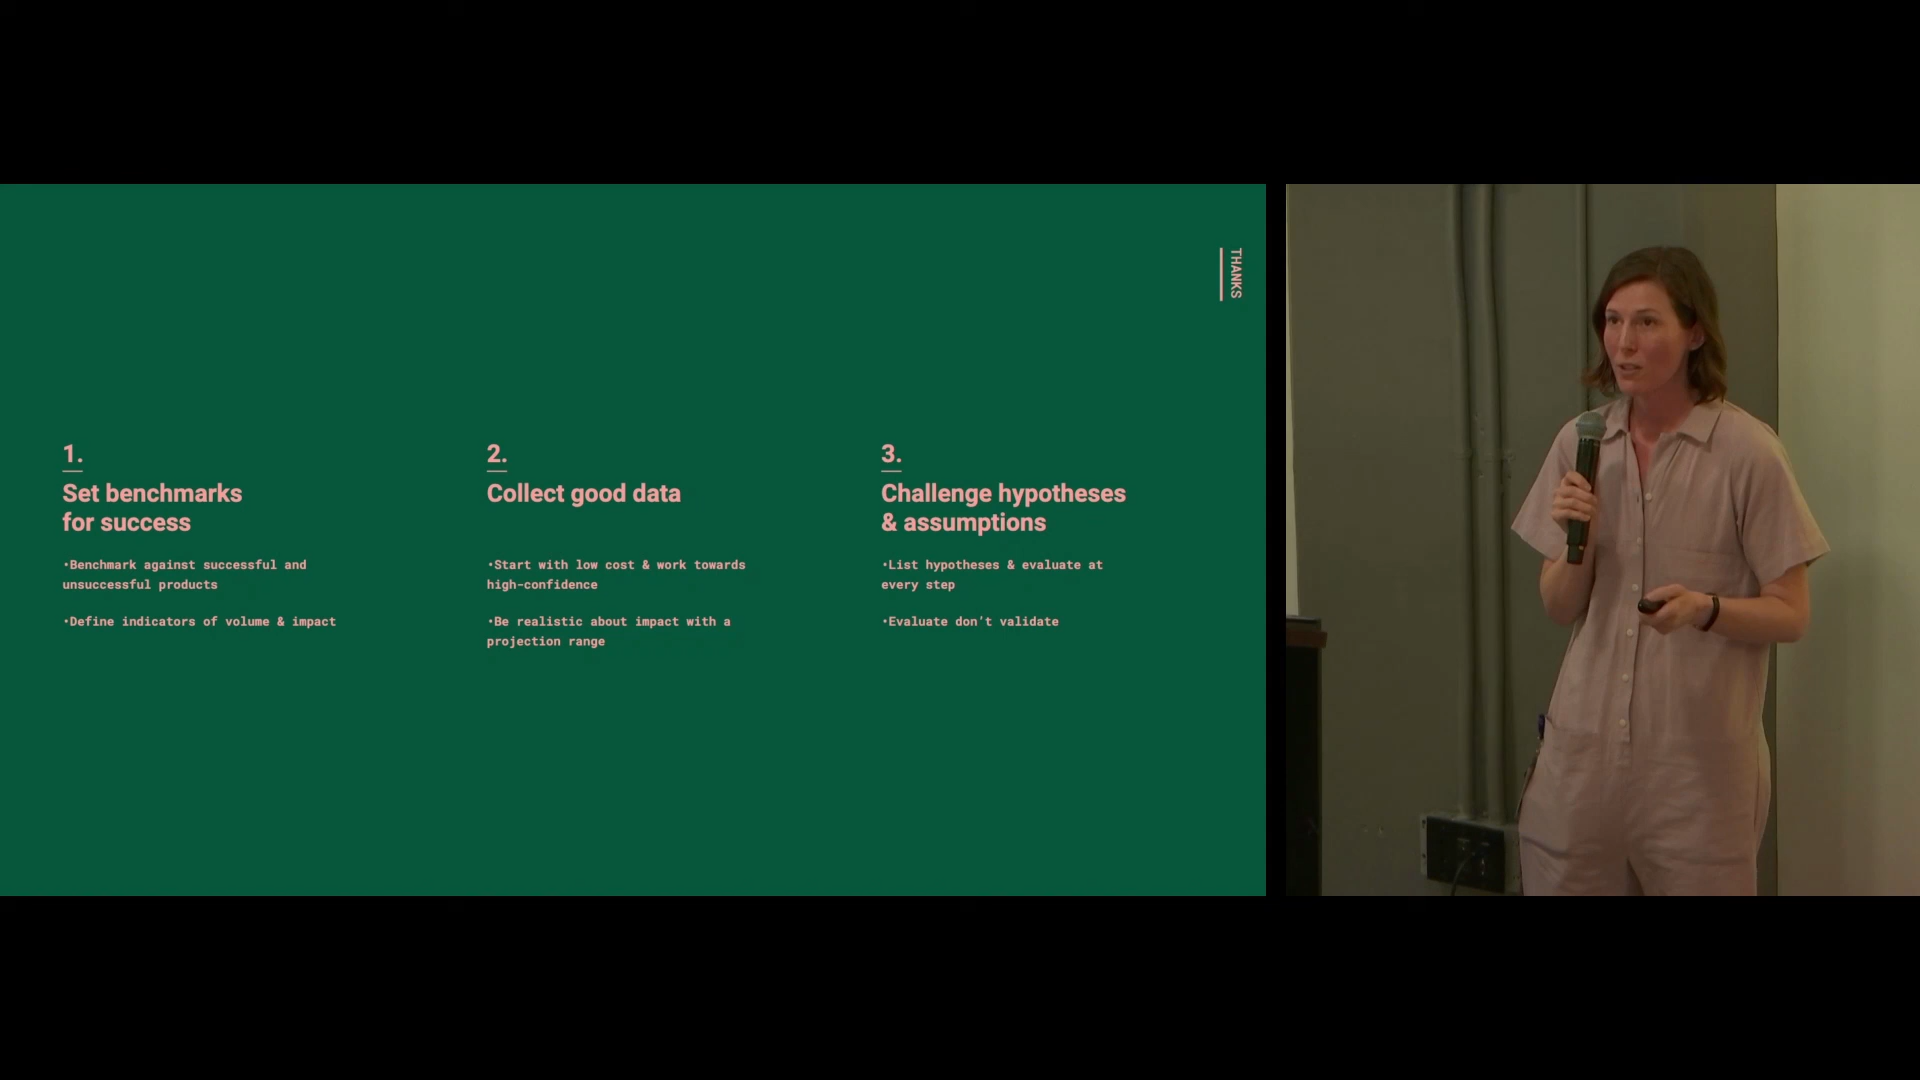 THANKS
1.
Set benchmarks
for success
•Benchmark against successful and
unsuccessful products
•Define indicators of volume & impact
2.
Collect good data
•Start with low cost & work towards
high-confidence
•Be realistic about impact with a
projection range
3.
Challenge hypotheses
& assumptions
•List hypotheses & evaluate at
every step
•Evaluate don’t validate